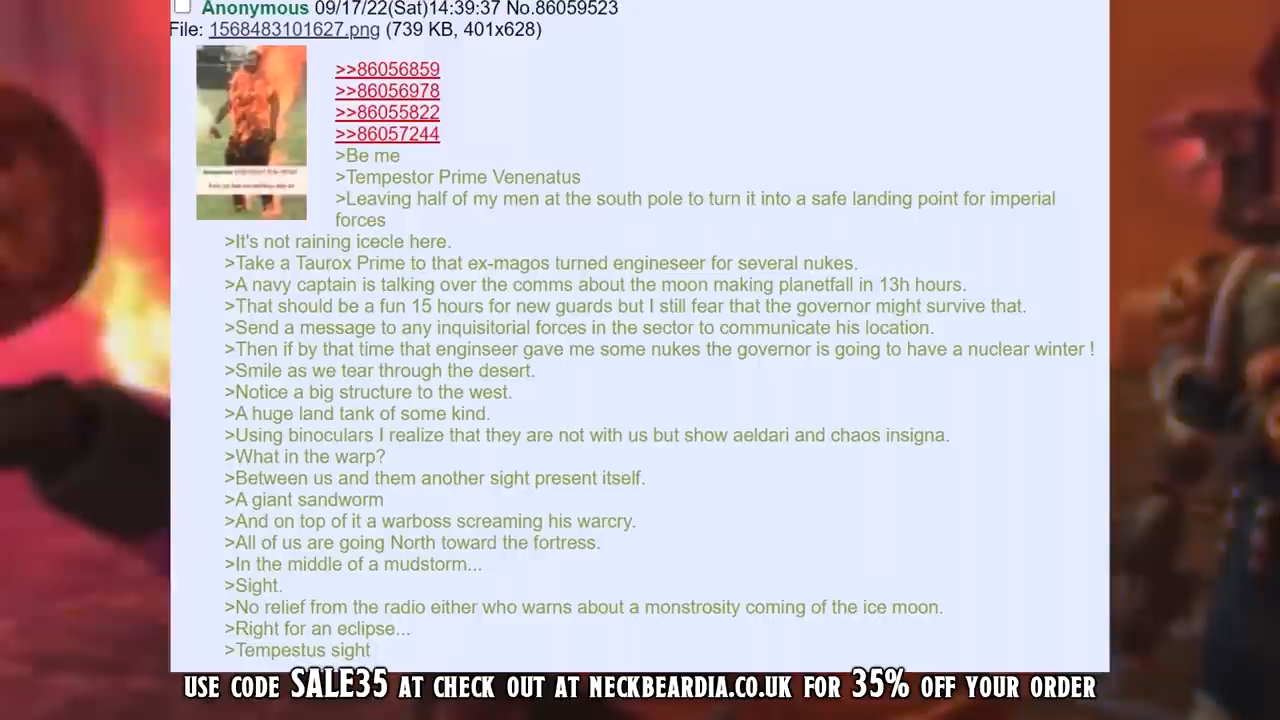 Anonymous 09/17/22(Sat)14:39:37 No.86059523
File: 1568483101627.png (739 KB, 401x628)
>>86056859
>>86056978
>>86055822
>>86057244
>Be me
>Tempestor Prime Venenatus
>Leaving half of my men at the south pole to turn it into a safe landing point for imperial
forces
>It's not raining icecle here.
>Take a Taurox Prime to that ex-magos turned engineseer for several nukes.
>A navy captain is talking over the comms about the moon making planetfall in 13h hours.
>That should be a fun 15 hours for new guards but I still fear that the governor might survive that.
>Send a message to any inquisitorial forces in the sector to communicate his location.
>Then if by that time that enginseer gave me some nukes the governor is going to have a nuclear winter !
>Smile as we tear through the desert.
>Notice a big structure to the west.
>A huge land tank of some kind.
>Using binoculars I realize that they are not with us but show aeldari and chaos insigna.
>What in the warp?
>Between us and them another sight present itself.
>A giant sandworm
>And on top of it a warboss screaming his warcry.
>All of us are going North toward the fortress.
>In the middle of a mudstorm...
>Sight.
>No relief from the radio either who warns about a monstrosity coming of the ice moon.
>Right for an eclipse...
>Tempestus sight
USE CODE SALE35 AT CHECK OUT AT NECKBEARDIA.CO.UK FOR 35% OFF YOUR ORDER